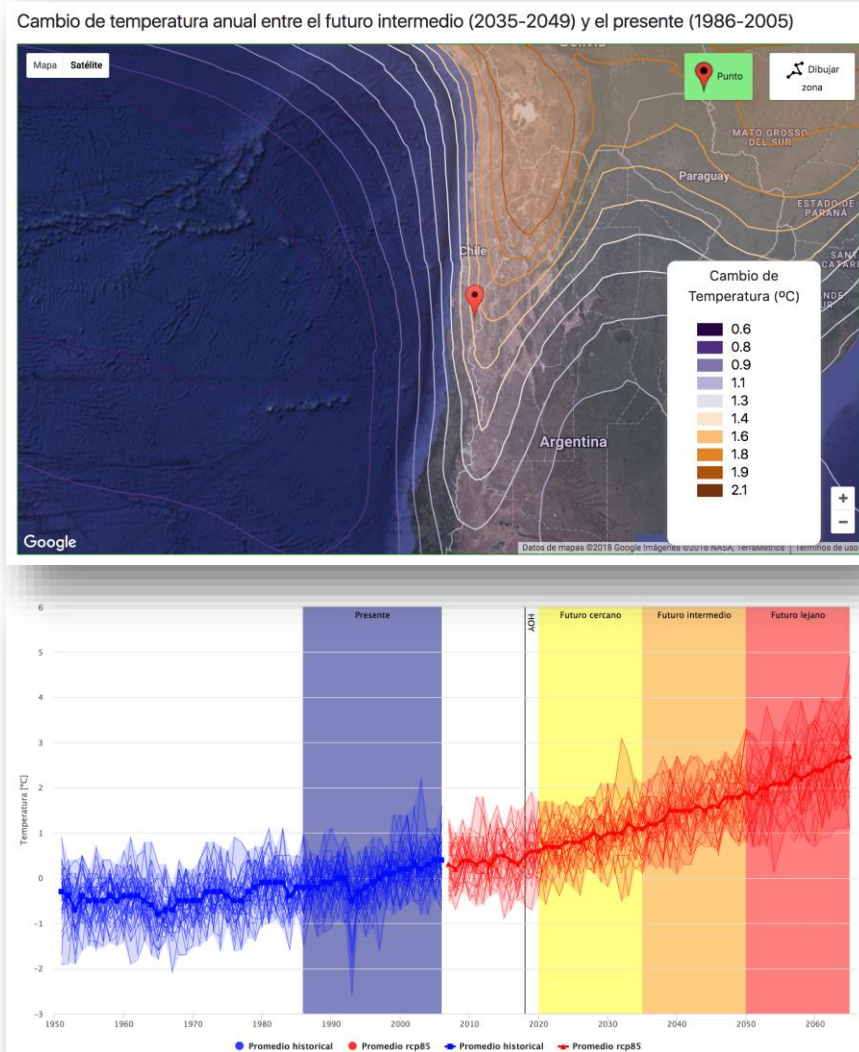 Cambio de temperatura anual entre el futuro intermedio (2035-2049) y el presente (1986-2005)
Mapa Satélite
Punto
Dibujar
zona
MATO GROSSO
DEL SUR
Paraguay
ESTADO DE
PARANÁ
Chile
Argentina
Cambio de
Temperatura (ºC)
0.6
0.8
0.9
1.1
1.3
1.4
1.6
1.8
1.9
2.1
+
−
Google
Datos de mapas ©2018 Google Imágenes ©2018 NASA, TerraMetrics Términos de uso
Presente
HOY
Futuro cercano
Futuro intermedio
Futuro lejano
Temperatura [ºC]
6
5
4
3
2
1
0
-1
-2
-3
1950 1960 1970 1980 1990 2000 2010 2020 2030 2040 2050 2060
Promedio historical Promedio rcp85 Promedio historical Promedio rcp85